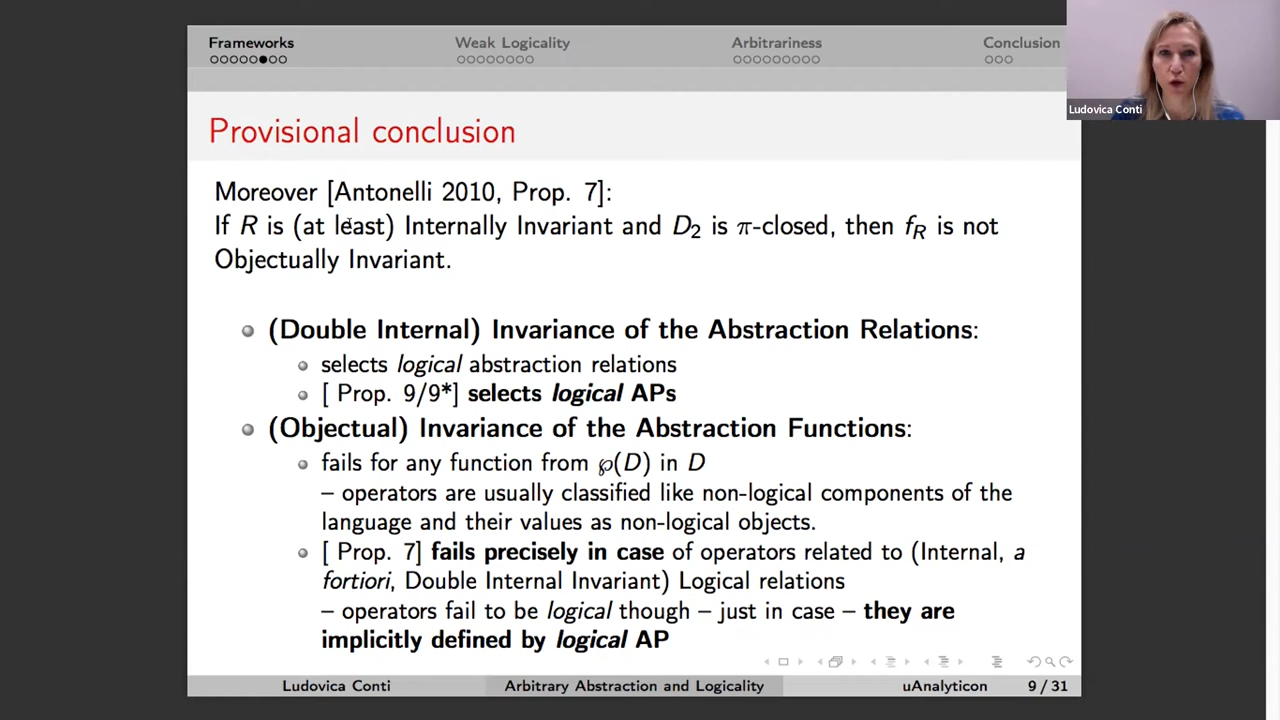 Frameworks Weak Logicality Arbitrariness Conclusion
Ludovica Conti
Provisional conclusion
Moreover [Antonelli 2010, Prop. 7]:
If R is (at least) Internally Invariant and D₂ is π-closed, then f_R is not
Objectually Invariant.
(Double Internal) Invariance of the Abstraction Relations:
selects logical abstraction relations
[ Prop. 9/9*] selects logical APs
(Objectual) Invariance of the Abstraction Functions:
fails for any function from ℘(D) in D
– operators are usually classified like non-logical components of the
language and their values as non-logical objects.
[ Prop. 7] fails precisely in case of operators related to (Internal, a
fortiori, Double Internal Invariant) Logical relations
– operators fail to be logical though – just in case – they are
implicitly defined by logical AP
Ludovica Conti Arbitrary Abstraction and Logicality uAnalyticon 9 / 31